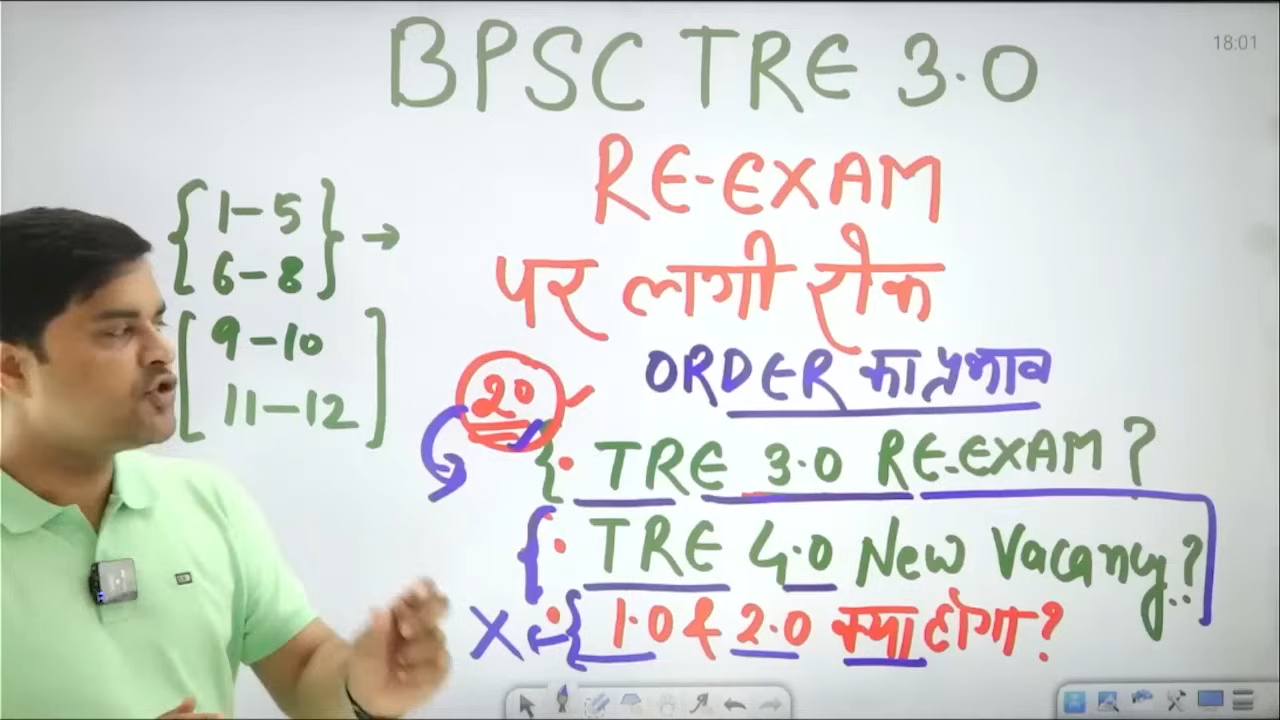 18:01
BPSC TRE 3.0
RE-EXAM
पर लगी रोक
ORDER का प्रभाव
1-5
6-8
9-10
11-12
20
TRE 3.0 RE-EXAM?
TRE 4.0 New Vacancy?
X 1.0 & 2.0 क्या होगा?